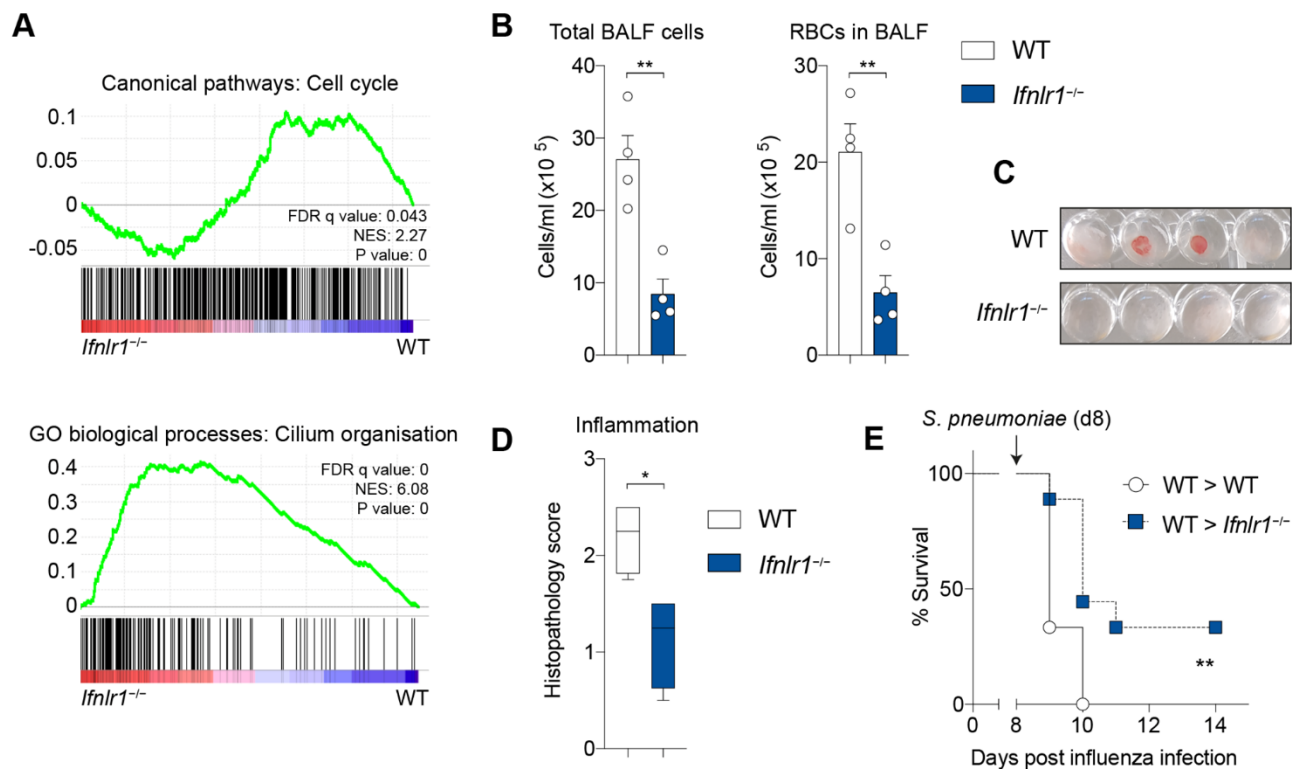 A
Canonical pathways: Cell cycle
0.1
0.05
0
-0.05
FDR q value: 0.043
NES: 2.27
P value: 0
Ifnlr1–/–
WT
GO biological processes: Cilium organisation
0.4
0.3
0.2
0.1
0
FDR q value: 0
NES: 6.08
P value: 0
Ifnlr1–/–
WT
B
Total BALF cells
**
40
30
20
10
0
Cells/ml (x10 5)
RBCs in BALF
**
30
20
10
0
Cells/ml (x10 5)
WT
Ifnlr1–/–
C
WT
Ifnlr1–/–
D
Inflammation
*
3
2
1
0
Histopathology score
WT
Ifnlr1–/–
E
S. pneumoniae (d8)
100
50
0
% Survival
WT > WT
WT > Ifnlr1–/–
**
0 8 10 12 14
Days post influenza infection